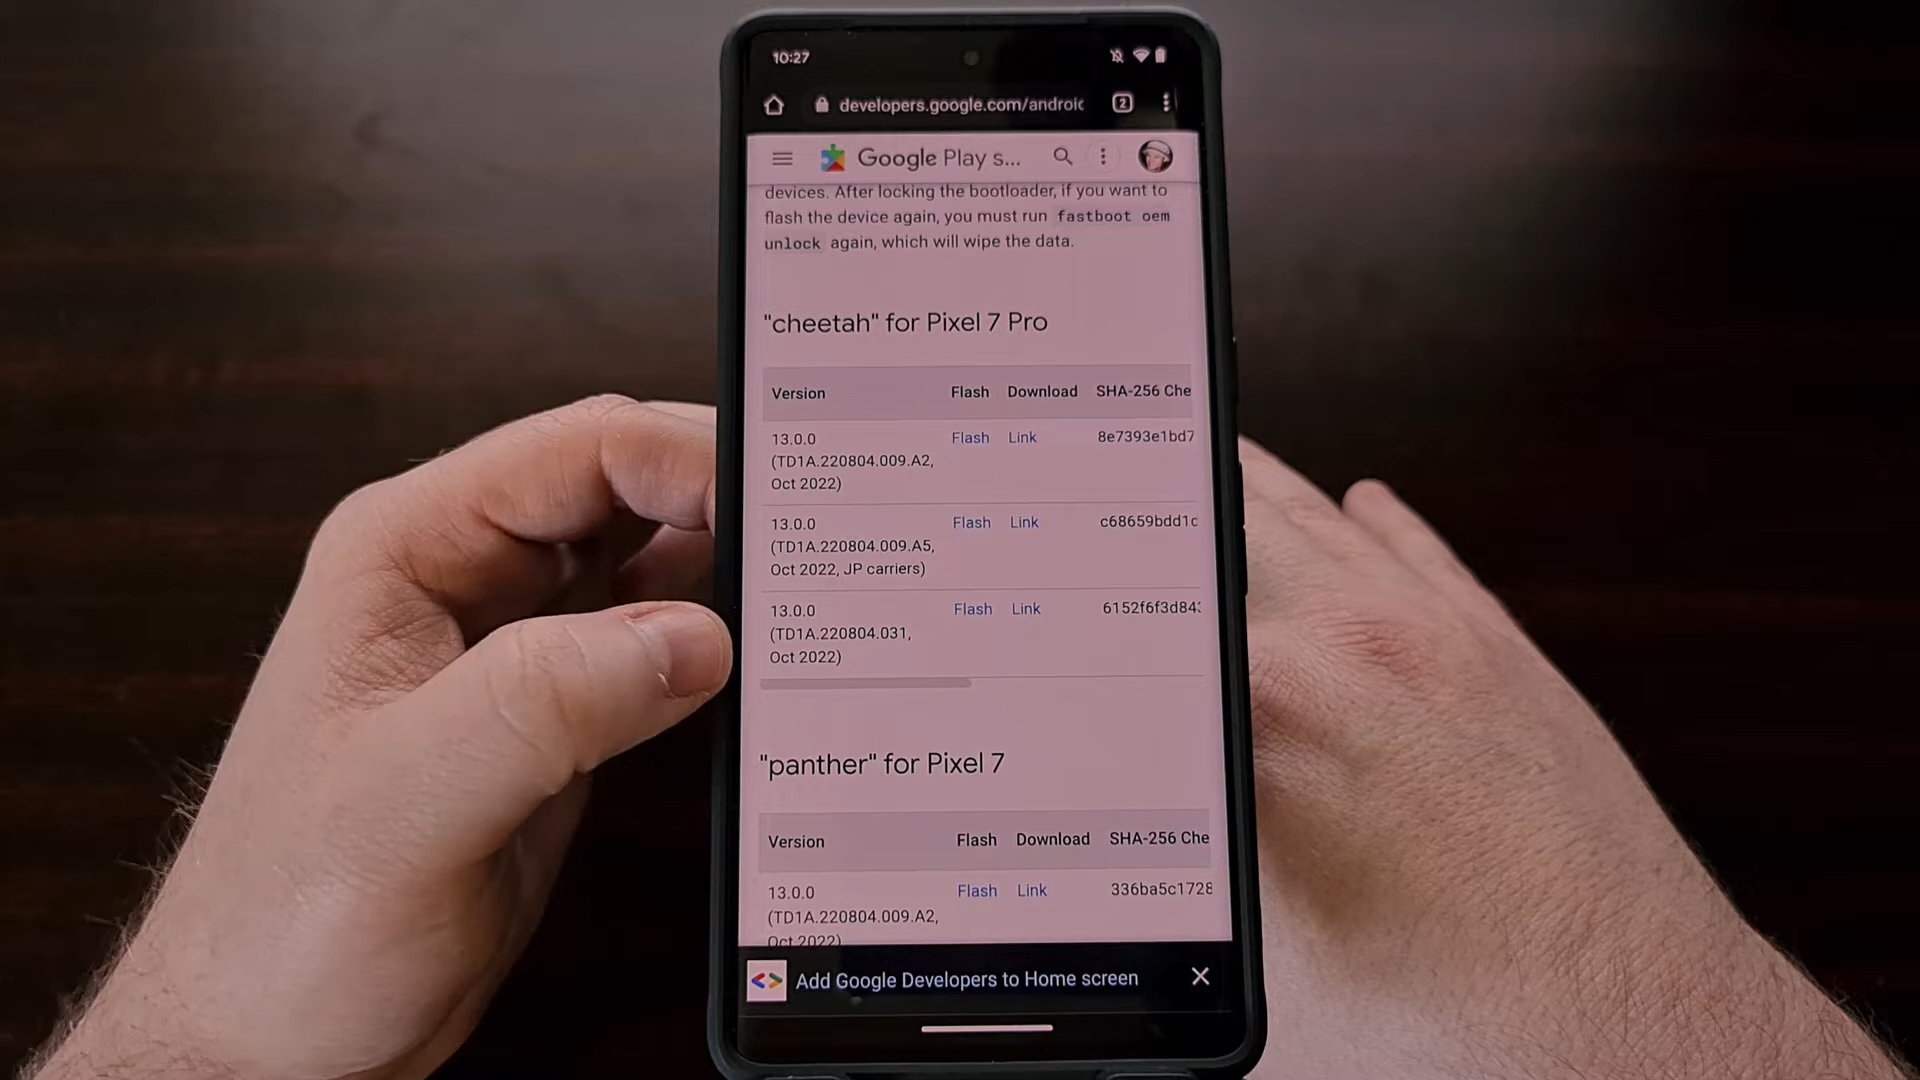 10:27
developers.google.com/android
2
Google Play s...
devices. After locking the bootloader, if you want to
flash the device again, you must run fastboot oem
unlock again, which will wipe the data.
"cheetah" for Pixel 7 Pro
Version Flash Download SHA-256 Che
13.0.0 Flash Link 8e7393e1bd7
(TD1A.220804.009.A2,
Oct 2022)
13.0.0 Flash Link c68659bdd1c
(TD1A.220804.009.A5,
Oct 2022, JP carriers)
13.0.0 Flash Link 6152f6f3d843
(TD1A.220804.031,
Oct 2022)
"panther" for Pixel 7
Version Flash Download SHA-256 Che
13.0.0 Flash Link 336ba5c1728
(TD1A.220804.009.A2,
Oct 2022)
Add Google Developers to Home screen